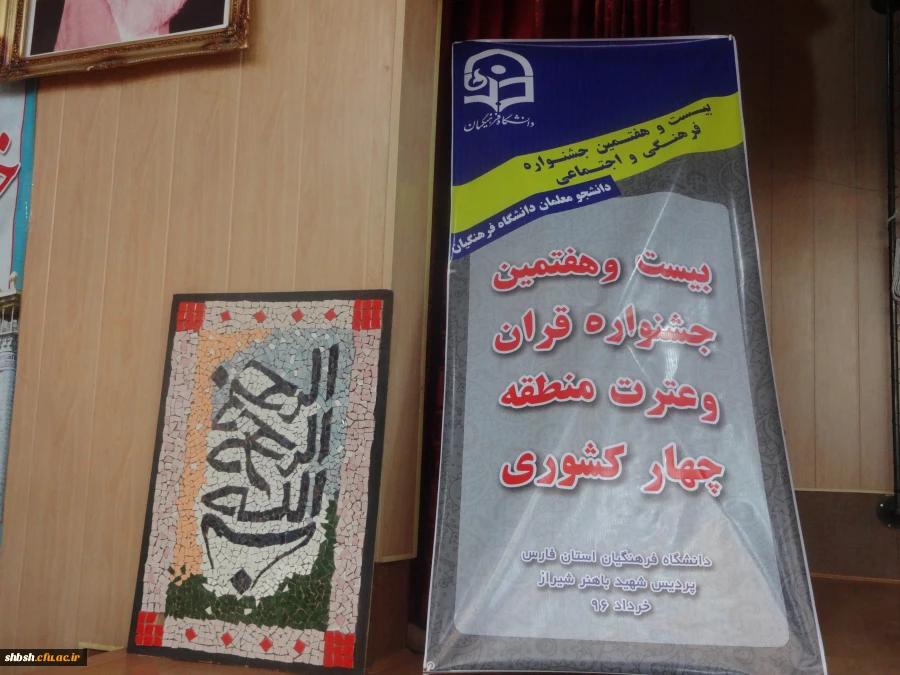 دانشگاه فرهنگیان
بیست و هفتمین جشنواره
فرهنگی و اجتماعی
دانشجو معلمان دانشگاه فرهنگیان
بیست وهفتمین
جشنواره قران
وعترت منطقه
چهار کشوری
دانشگاه فرهنگیان استان فارس
پردیس شهید باهنر شیراز
خرداد ۹۶
بسم الله الرحمن الرحیم
shbsh.cfu.ac.ir